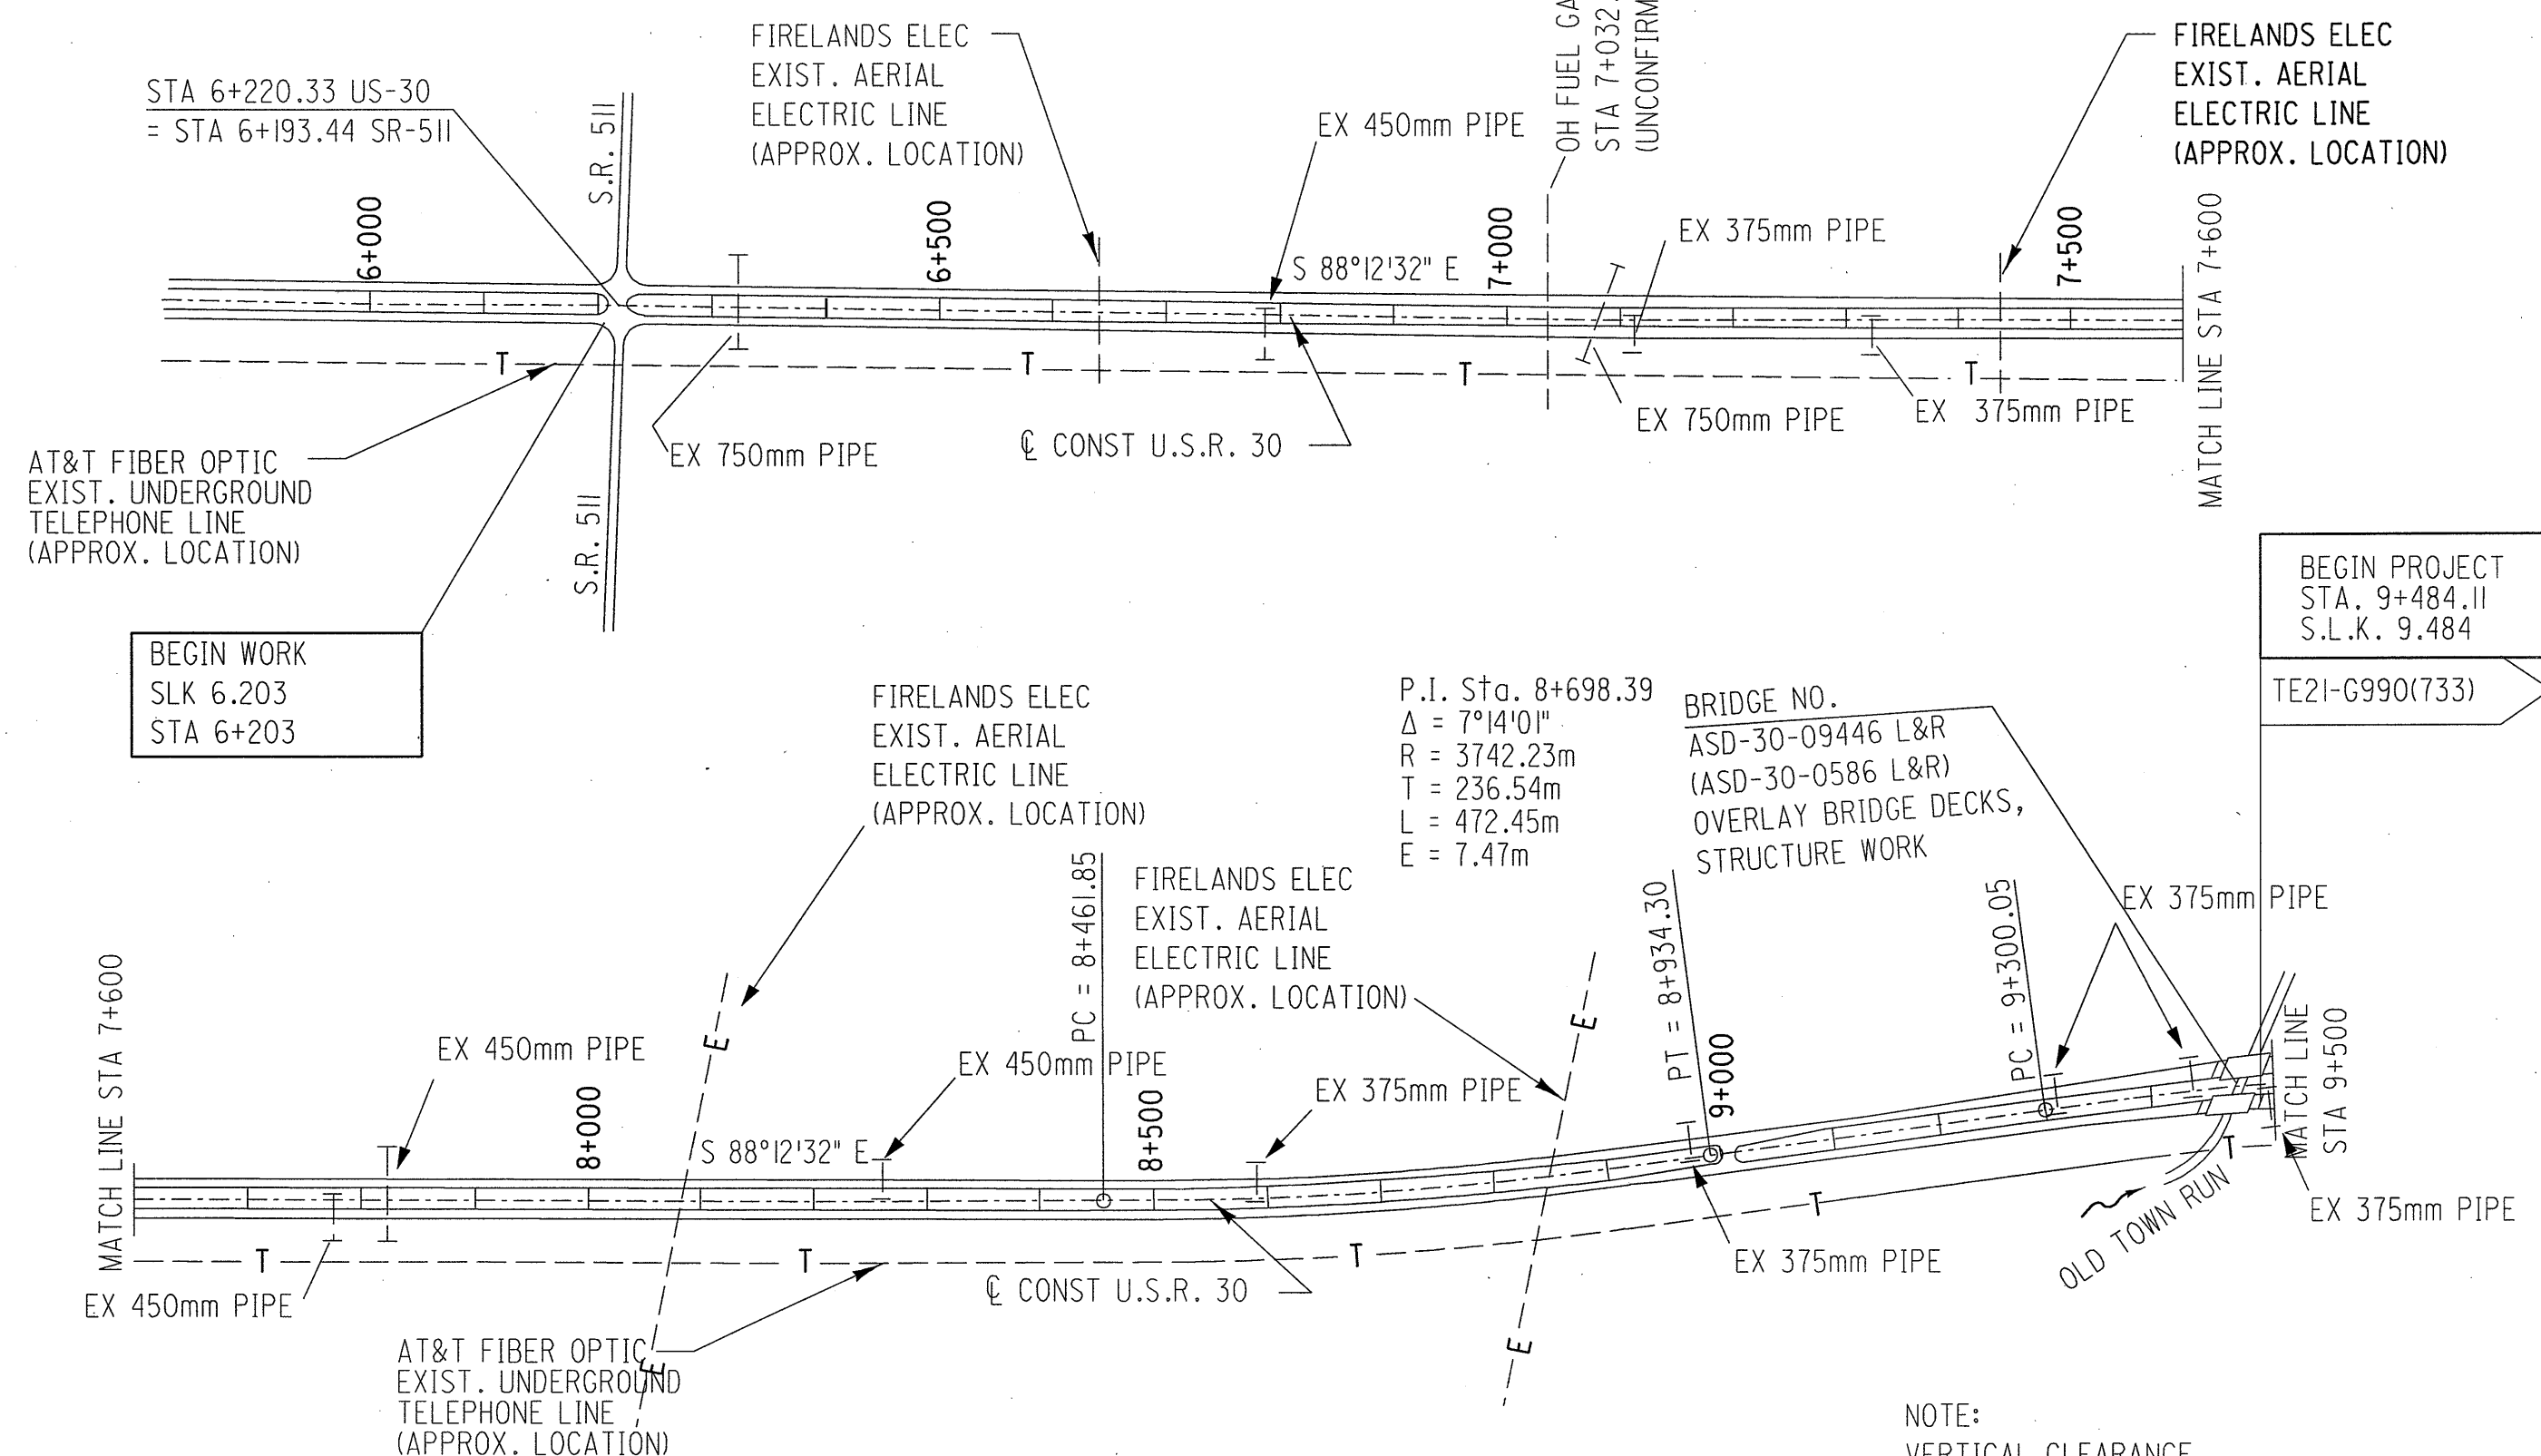 STA 6+220.33 US-30
= STA 6+193.44 SR-511
S.R. 511
FIRELANDS ELEC
EXIST. AERIAL
ELECTRIC LINE
(APPROX. LOCATION)
EX 450mm PIPE
OH FUEL
STA 7+032.
FIRELANDS ELEC
EXIST. AERIAL
ELECTRIC LINE
(APPROX. LOCATION)
6+000
6+500
S 88°12'32" E
7+000
EX 375mm PIPE
7+500
MATCH LINE STA 7+600
T
T
T
T
AT&T FIBER OPTIC
EXIST. UNDERGROUND
TELEPHONE LINE
(APPROX. LOCATION)
EX 750mm PIPE
℄ CONST U.S.R. 30
EX 750mm PIPE
EX 375mm PIPE
S.R. 511
BEGIN WORK
SLK 6.203
STA 6+203
BEGIN PROJECT
STA. 9+484.11
S.L.K. 9.484
TE21-G990(733)
FIRELANDS ELEC
EXIST. AERIAL
ELECTRIC LINE
(APPROX. LOCATION)
P.I. Sta. 8+698.39
Δ = 7°14'01"
R = 3742.23m
T = 236.54m
L = 472.45m
E = 7.47m
BRIDGE NO.
ASD-30-09446 L&R
(ASD-30-0586 L&R)
OVERLAY BRIDGE DECKS,
STRUCTURE WORK
FIRELANDS ELEC
EXIST. AERIAL
ELECTRIC LINE
(APPROX. LOCATION)
EX 375mm PIPE
MATCH LINE STA 7+600
EX 450mm PIPE
8+000
E
S 88°12'32" E
EX 450mm PIPE
PC = 8+461.85
8+500
EX 375mm PIPE
E
PT = 8+934.30
9+000
PC = 9+300.05
MATCH LINE
STA 9+500
T
T
T
T
T
EX 450mm PIPE
℄ CONST U.S.R. 30
EX 375mm PIPE
OLD TOWN RUN
EX 375mm PIPE
E
E
AT&T FIBER OPTIC
EXIST. UNDERGROUND
TELEPHONE LINE
(APPROX. LOCATION)
NOTE:
VERTICAL CLEARANCE